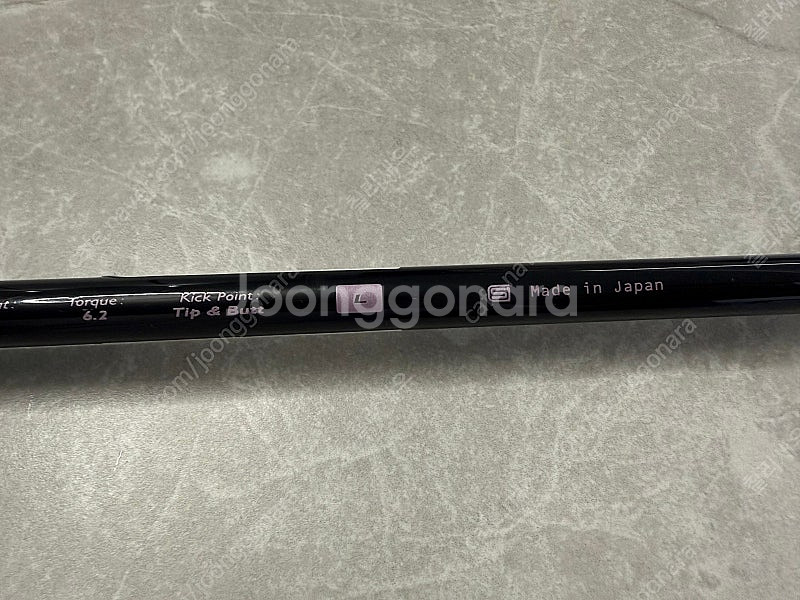 Torque:
6.2
Kick Point:
Tip & Butt
L
Made in Japan
Joonggonara